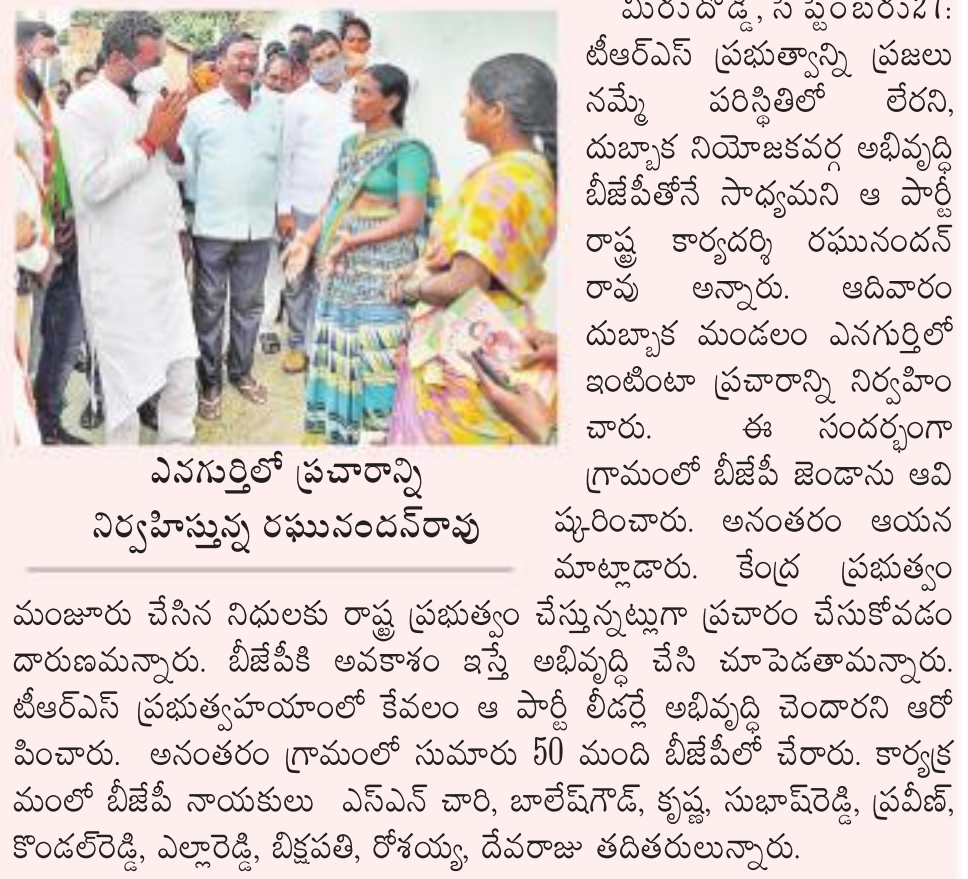 మిరుదొడ్డి, సెప్టెంబరు27:
టీఆర్ఎస్ ప్రభుత్వాన్ని ప్రజలు
నమ్మే పరిస్థితిలో లేరని,
దుబ్బాక నియోజకవర్గ అభివృద్ధి
బీజేపీతోనే సాధ్యమని ఆ పార్టీ
రాష్ట్ర కార్యదర్శి రఘునందన్
రావు అన్నారు. ఆదివారం
దుబ్బాక మండలం ఎనగుర్తిలో
ఇంటింటా ప్రచారాన్ని నిర్వహిం
చారు. ఈ సందర్భంగా
గ్రామంలో బీజేపీ జెండాను ఆవి
ష్కరించారు. అనంతరం ఆయన
మాట్లాడారు. కేంద్ర ప్రభుత్వం
మంజూరు చేసిన నిధులకు రాష్ట్ర ప్రభుత్వం చేస్తున్నట్లుగా ప్రచారం చేసుకోవడం
దారుణమన్నారు. బీజేపీకి అవకాశం ఇస్తే అభివృద్ధి చేసి చూపెడతామన్నారు.
టీఆర్ఎస్ ప్రభుత్వహయాంలో కేవలం ఆ పార్టీ లీడర్లే అభివృద్ధి చెందారని ఆరో
పించారు. అనంతరం గ్రామంలో సుమారు 50 మంది బీజేపీలో చేరారు. కార్యక్ర
మంలో బీజేపీ నాయకులు ఎస్ఎన్ చారి, బాలేష్‌గౌడ్, కృష్ణ, సుభాష్‌రెడ్డి, ప్రవీణ్,
కొండల్‌రెడ్డి, ఎల్లారెడ్డి, బిక్షపతి, రోశయ్య, దేవరాజు తదితరులున్నారు.
ఎనగుర్తిలో ప్రచారాన్ని
నిర్వహిస్తున్న రఘునందన్‌రావు